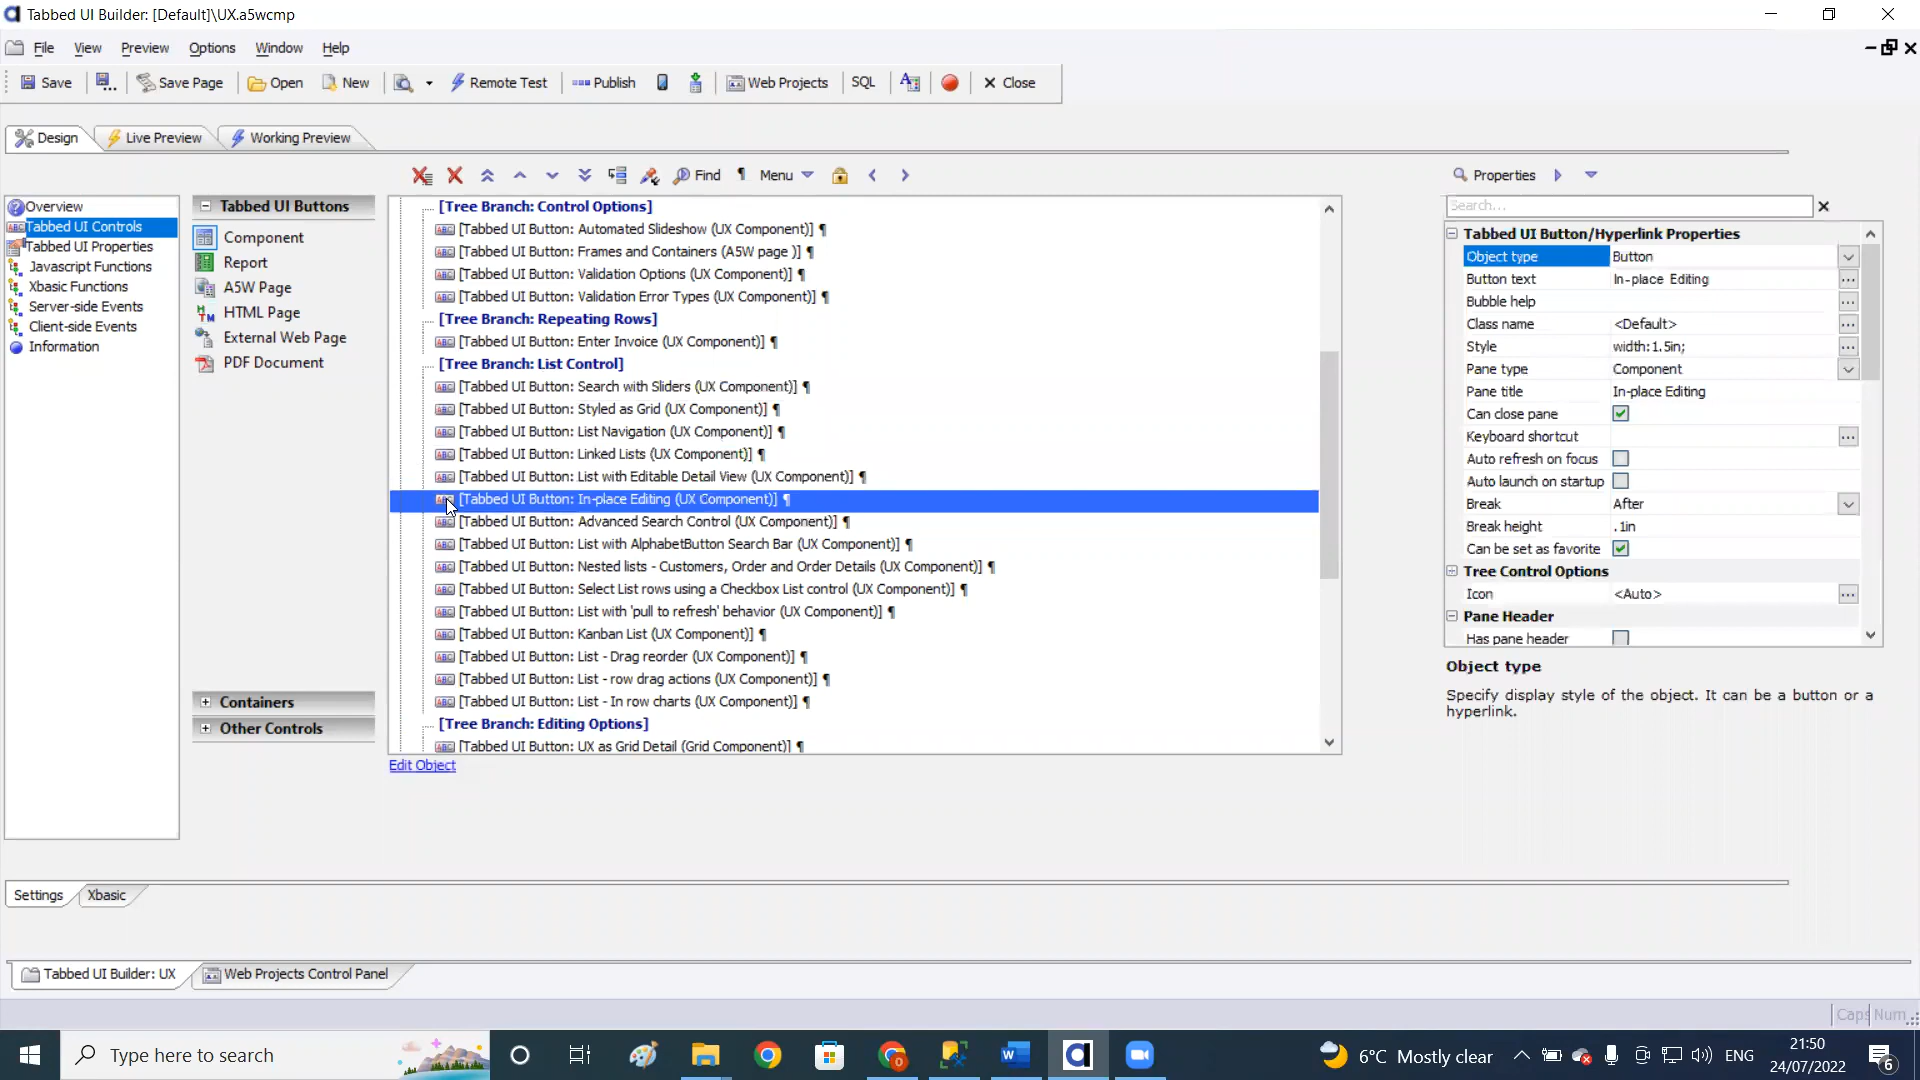 Tabbed UI Builder: [Default]\UX.a5wcmp
File View Preview Options Window Help
Save Save Page Open New Remote Test Publish Web Projects SQL Close
Design Live Preview Working Preview
Find Menu Properties
Overview
Tabbed UI Controls
Tabbed UI Properties
Javascript Functions
Xbasic Functions
Server-side Events
Client-side Events
Information
Tabbed UI Buttons
Component
Report
A5W Page
HTML Page
External Web Page
PDF Document
Containers
Other Controls
[Tree Branch: Control Options]
[Tabbed UI Button: Automated Slideshow (UX Component)] ¶
[Tabbed UI Button: Frames and Containers (A5W page )] ¶
[Tabbed UI Button: Validation Options (UX Component)] ¶
[Tabbed UI Button: Validation Error Types (UX Component)] ¶
[Tree Branch: Repeating Rows]
[Tabbed UI Button: Enter Invoice (UX Component)] ¶
[Tree Branch: List Control]
[Tabbed UI Button: Search with Sliders (UX Component)] ¶
[Tabbed UI Button: Styled as Grid (UX Component)] ¶
[Tabbed UI Button: List Navigation (UX Component)] ¶
[Tabbed UI Button: Linked Lists (UX Component)] ¶
[Tabbed UI Button: List with Editable Detail View (UX Component)] ¶
[Tabbed UI Button: In-place Editing (UX Component)] ¶
[Tabbed UI Button: Advanced Search Control (UX Component)] ¶
[Tabbed UI Button: List with AlphabetButton Search Bar (UX Component)] ¶
[Tabbed UI Button: Nested lists - Customers, Order and Order Details (UX Component)] ¶
[Tabbed UI Button: Select List rows using a Checkbox List control (UX Component)] ¶
[Tabbed UI Button: List with 'pull to refresh' behavior (UX Component)] ¶
[Tabbed UI Button: Kanban List (UX Component)] ¶
[Tabbed UI Button: List - Drag reorder (UX Component)] ¶
[Tabbed UI Button: List - row drag actions (UX Component)] ¶
[Tabbed UI Button: List - In row charts (UX Component)] ¶
[Tree Branch: Editing Options]
[Tabbed UI Button: UX as Grid Detail (Grid Component)] ¶
Edit Object
Search...
Tabbed UI Button/Hyperlink Properties
Object type Button
Button text In-place Editing
Bubble help
Class name <Default>
Style width:1.5in;
Pane type Component
Pane title In-place Editing
Can close pane
Keyboard shortcut
Auto refresh on focus
Auto launch on startup
Break After
Break height .1in
Can be set as favorite
Tree Control Options
Icon <Auto>
Pane Header
Has pane header
Object type
Specify display style of the object. It can be a button or a
hyperlink.
Settings Xbasic
Tabbed UI Builder: UX Web Projects Control Panel
Caps Num
Type here to search
6°C Mostly clear ENG
21:50
24/07/2022
6